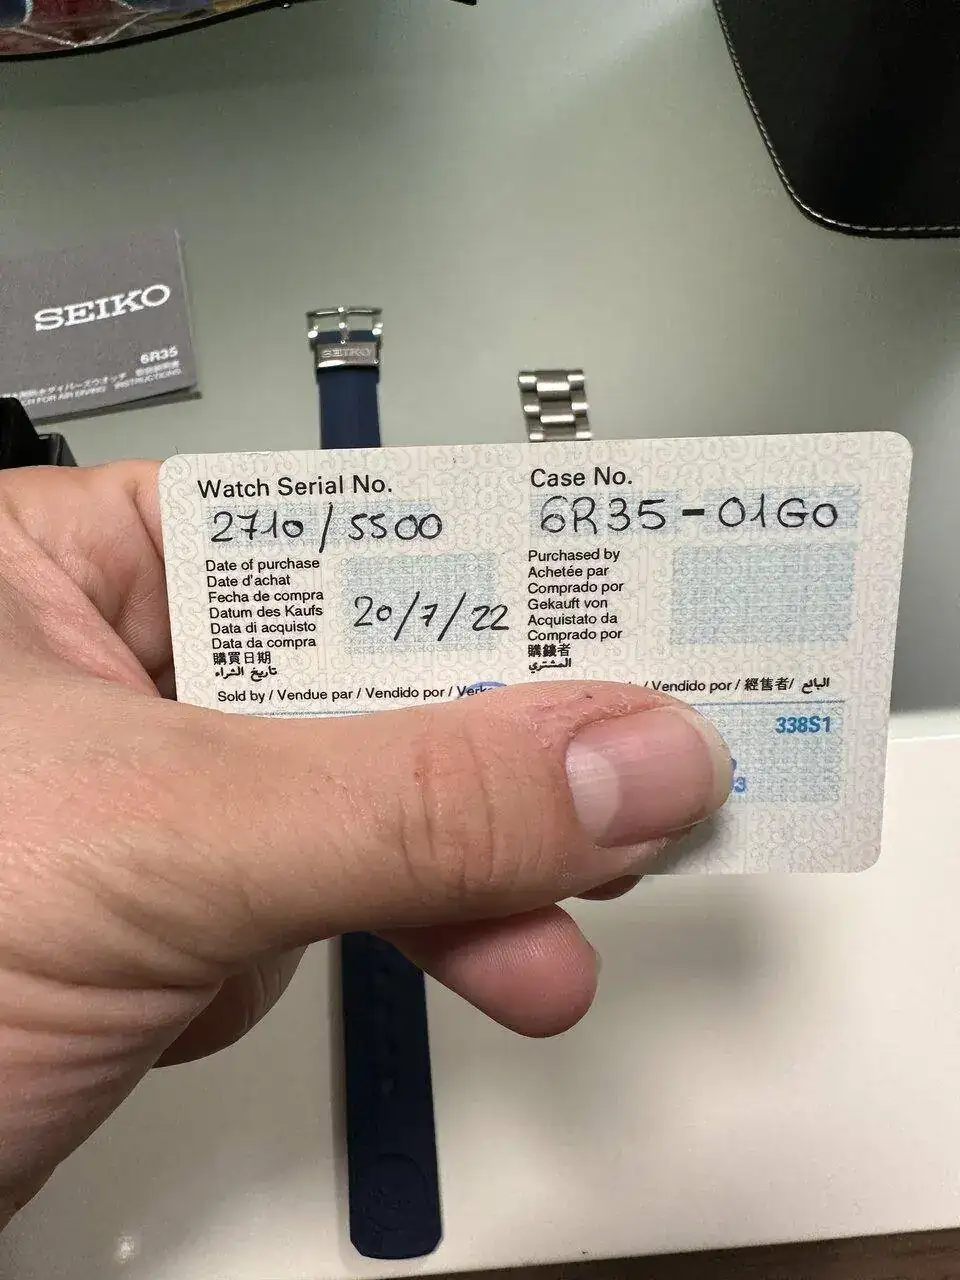 SEIKO
6R35
INSTRUCTIONS
SEIKO
Watch Serial No.
2710/5500
Case No.
6R35-01G0
Date of purchase
Date d'achat
Fecha de compra
Datum des Kaufs
Data di acquisto
Data da compra
購買日期
تاريخ الشراء
20/7/22
Purchased by
Achetée par
Comprado por
Gekauft von
Acquistato da
Comprado por
購錶者
المشتري
Sold by / Vendue par / Vendido por /
/ Vendido por / 經售者/ البائع
338S1